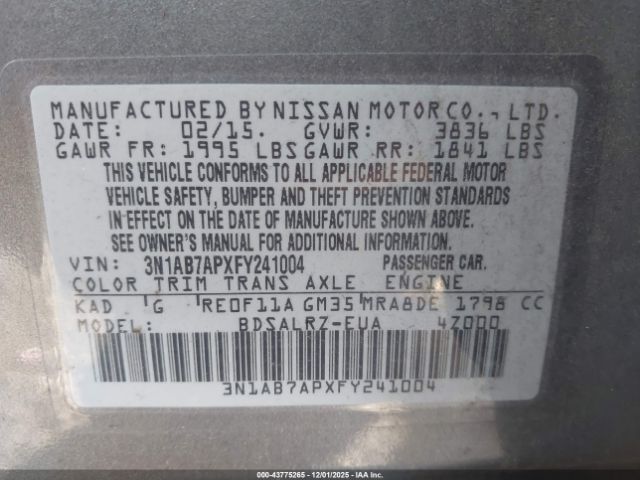 MANUFACTURED BY NISSAN MOTOR CO., LTD.
DATE: 02/15. GVWR: 3836 LBS
GAWR FR: 1995 LBS GAWR RR: 1841 LBS
THIS VEHICLE CONFORMS TO ALL APPLICABLE FEDERAL MOTOR
VEHICLE SAFETY, BUMPER AND THEFT PREVENTION STANDARDS
IN EFFECT ON THE DATE OF MANUFACTURE SHOWN ABOVE.
SEE OWNER'S MANUAL FOR ADDITIONAL INFORMATION.
VIN: 3N1AB7APXFY241004 PASSENGER CAR.
COLOR TRIM TRANS AXLE ENGINE
KAD G RE0F11A GM35 MRA8DE 1798 CC
MODEL: BDSALRZ-EUA 4Z000
3N1AB7APXFY241004
000-43775265 - 12/01/2025 - IAA Inc.